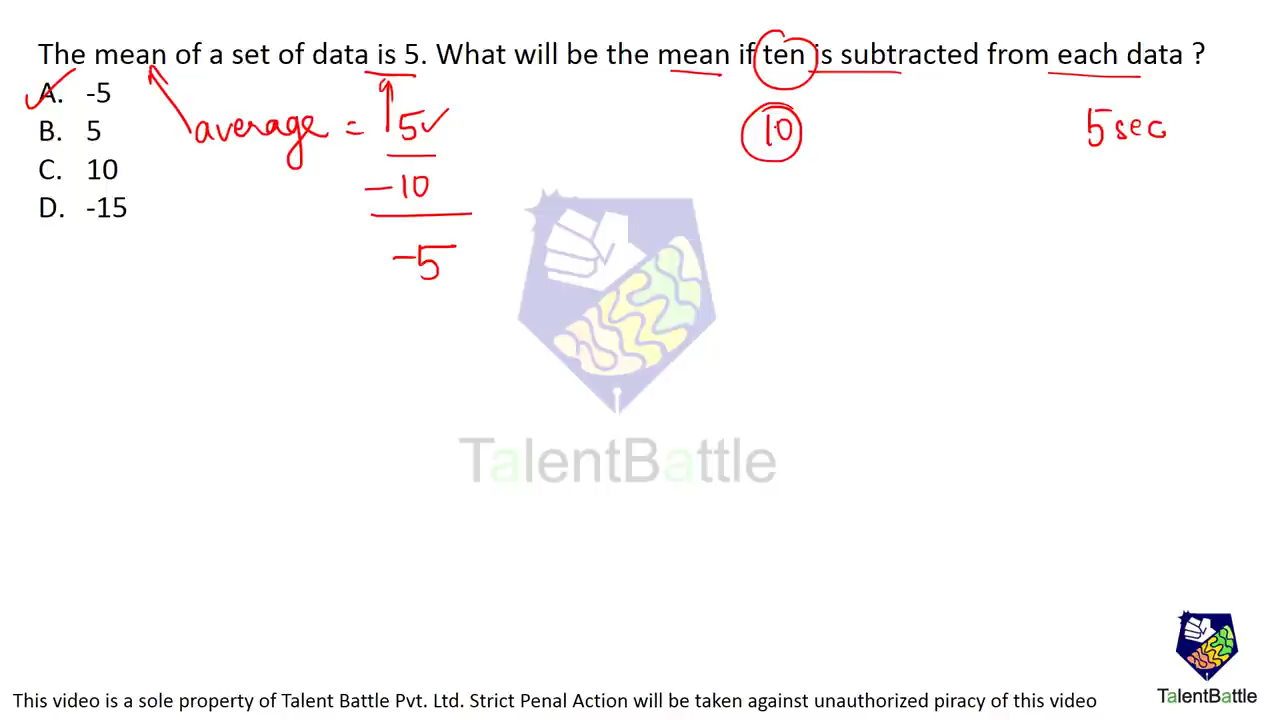 The mean of a set of data is 5. What will be the mean if ten is subtracted from each data ?
A. -5
B. 5
C. 10
D. -15
average = 5
-10
-5
10
5 sec
TalentBattle
TalentBattle
This video is a sole property of Talent Battle Pvt. Ltd. Strict Penal Action will be taken against unauthorized piracy of this video